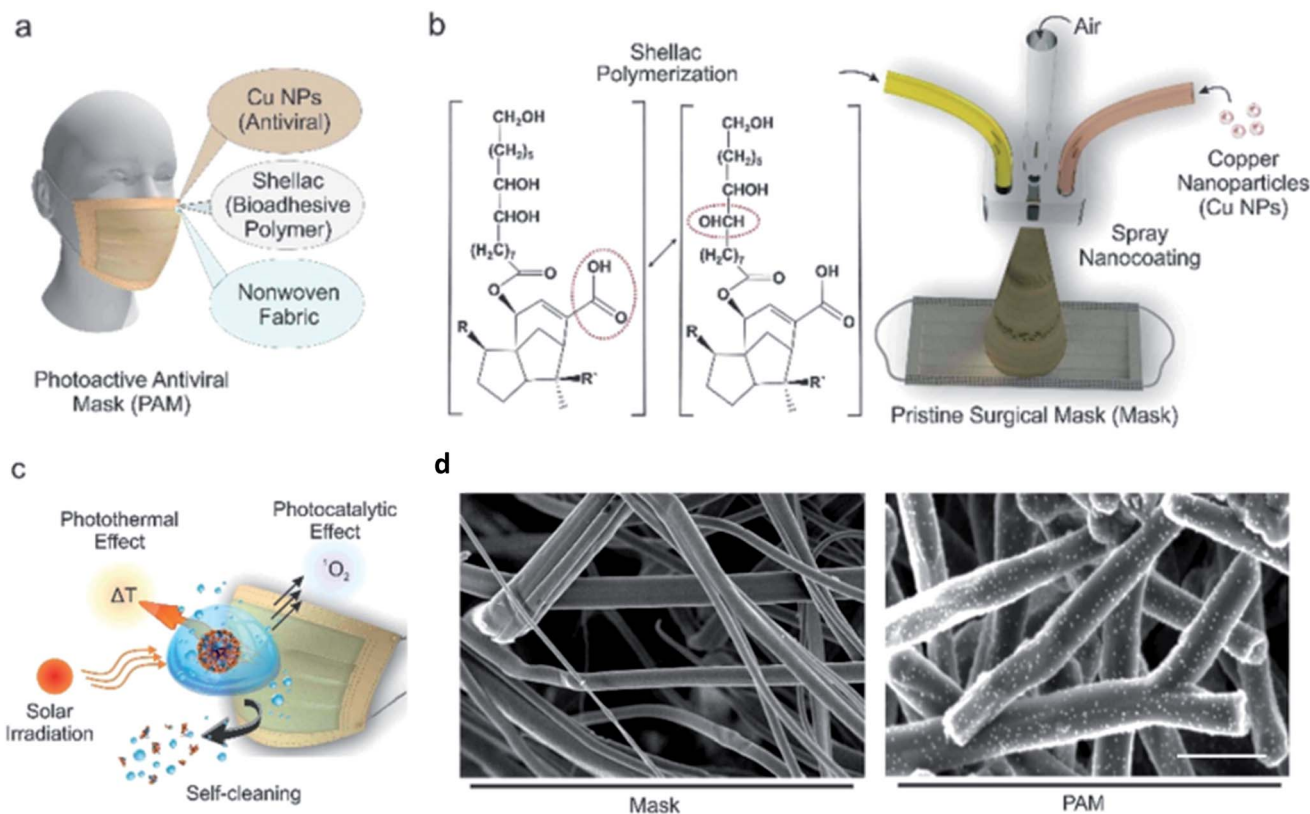 a
Cu NPs
(Antiviral)
Shellac
(Bioadhesive
Polymer)
Nonwoven
Fabric
Photoactive Antiviral
Mask (PAM)
b
Shellac
Polymerization
CH₂OH
(CH₂)₅
CHOH
CHOH
(H₂C)₇
O
O
OH
O
R
R'
CH₂OH
(CH₂)₅
CHOH
OHCH
(H₂C)₇
O
O
OH
O
R
R'
Air
Copper
Nanoparticles
(Cu NPs)
Spray
Nanocoating
Pristine Surgical Mask (Mask)
c
Photothermal
Effect
ΔT
Photocatalytic
Effect
¹O₂
Solar
Irradiation
Self-cleaning
d
Mask
PAM